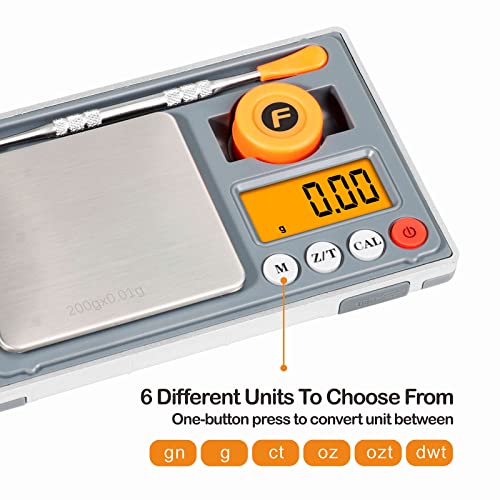 F
0.00
g
M
Z/T
CAL
200gx0.01g
6 Different Units To Choose From
One-button press to convert unit between
gn
g
ct
oz
ozt
dwt